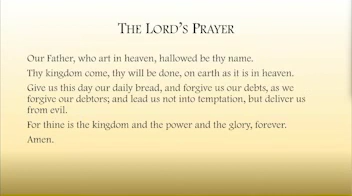 The Lord's Prayer
Our Father, who art in heaven, hallowed be thy name.
Thy kingdom come, thy will be done, on earth as it is in heaven.
Give us this day our daily bread, and forgive us our debts, as we
forgive our debtors; and lead us not into temptation, but deliver us
from evil.
For thine is the kingdom and the power and the glory, forever.
Amen.